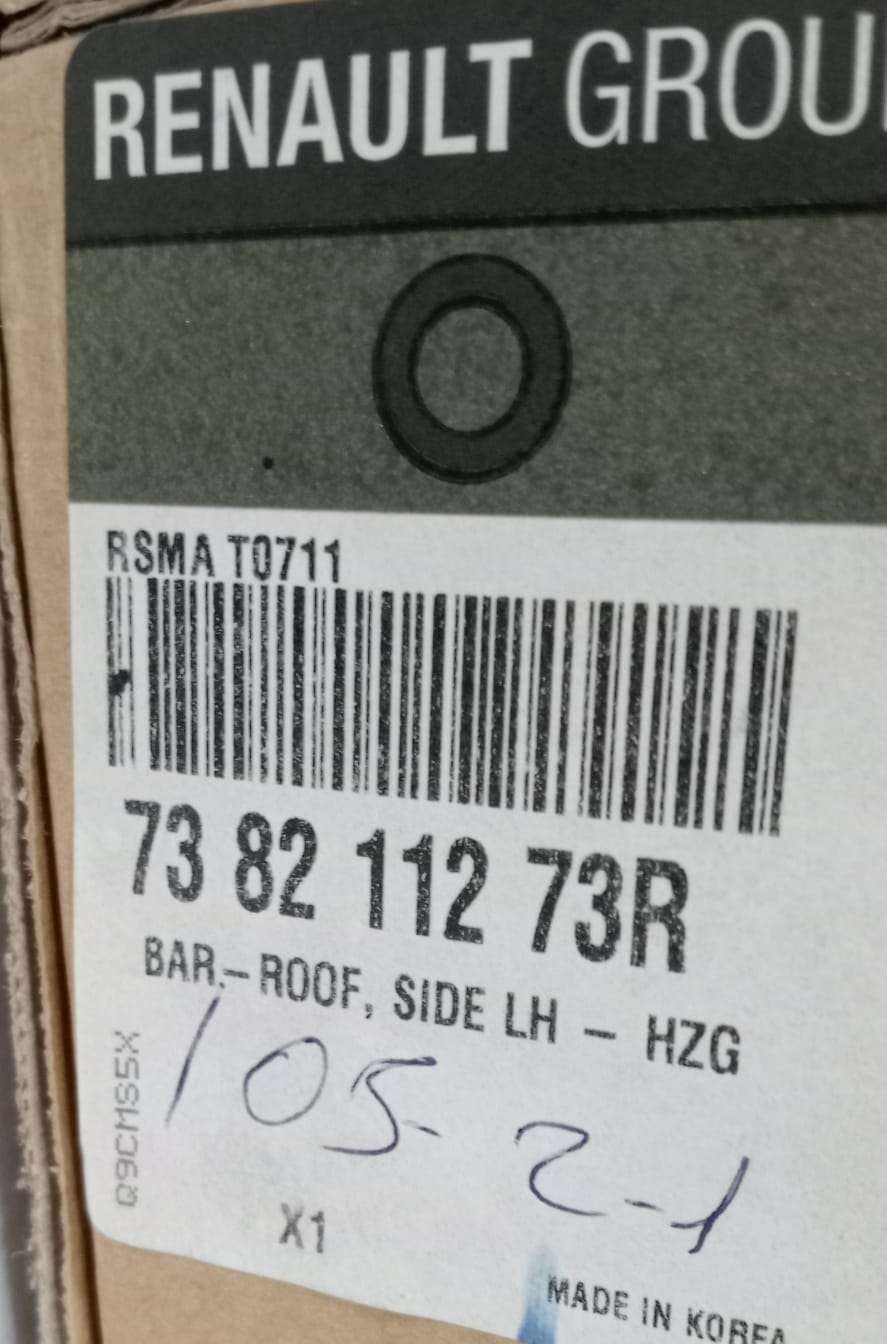 RENAULT GROU
RSMA T0711
73 82 112 73R
BAR.-ROOF, SIDE LH - HZG
105-2-1
Q9CMS5X
X1
MADE IN KOREA